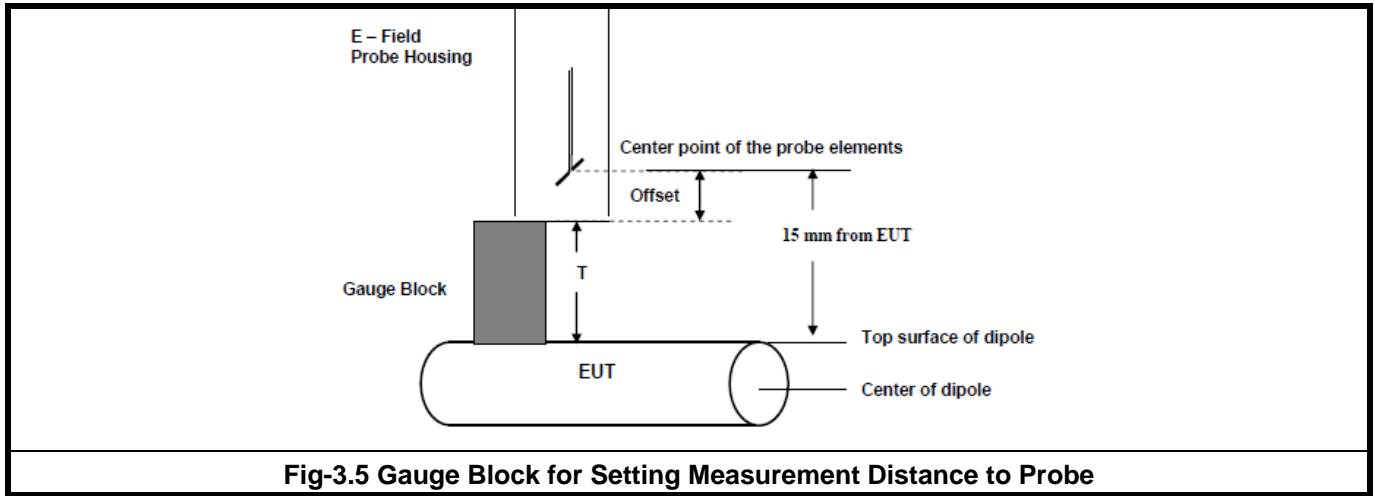 E – Field
Probe Housing
Center point of the probe elements
Offset
15 mm from EUT
T
Gauge Block
Top surface of dipole
EUT
Center of dipole
Fig-3.5 Gauge Block for Setting Measurement Distance to Probe